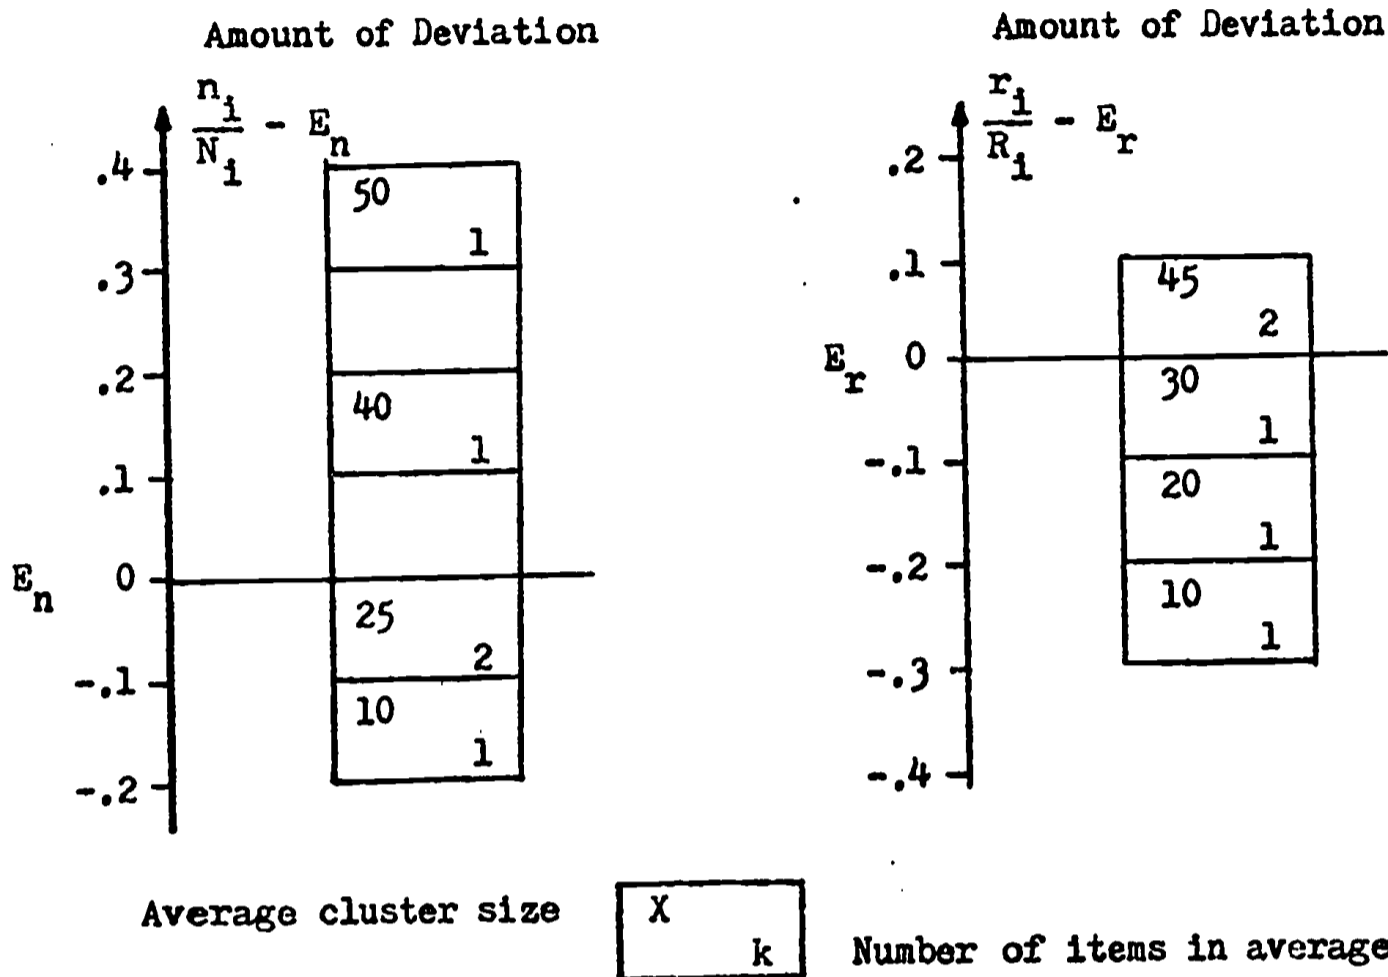 Amount of Deviation
n_i/N_i - E_n
.4
50
1
.3
.2
40
1
.1
E_n 0
25
2
-.1
10
1
-.2
Amount of Deviation
r_i/R_i - E_r
.2
.1
45
2
E_r 0
30
1
-.1
20
1
-.2
10
1
-.3
-.4
Average cluster size
X
k
Number of items in average